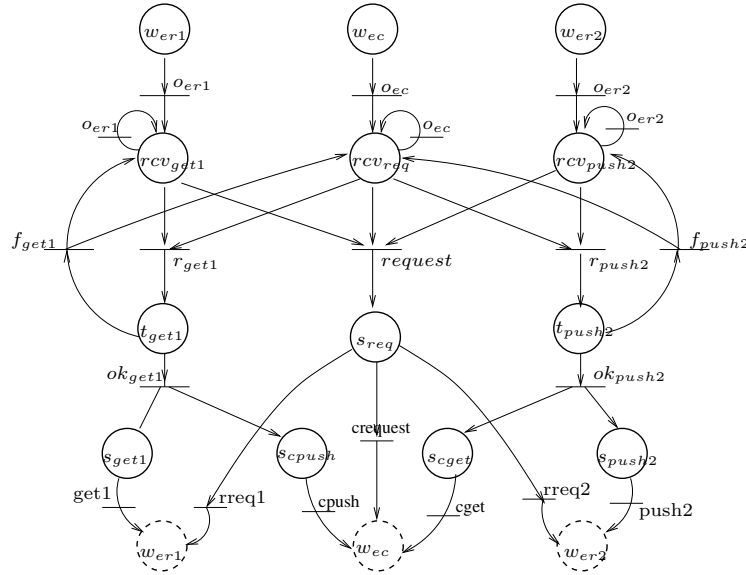 w_er1 w_ec w_er2
o_er1 o_ec o_er2
o_er1 o_ec o_er2
rcv_get1 rcv_req rcv_push2
f_get1 r_get1 request r_push2 f_push2
t_get1 s_req t_push2
ok_get1 ok_push2
crequest
s_get1 s_cpush s_cget s_push2
get1 rreq1 cpush cget rreq2 push2
w_er1 w_ec w_er2